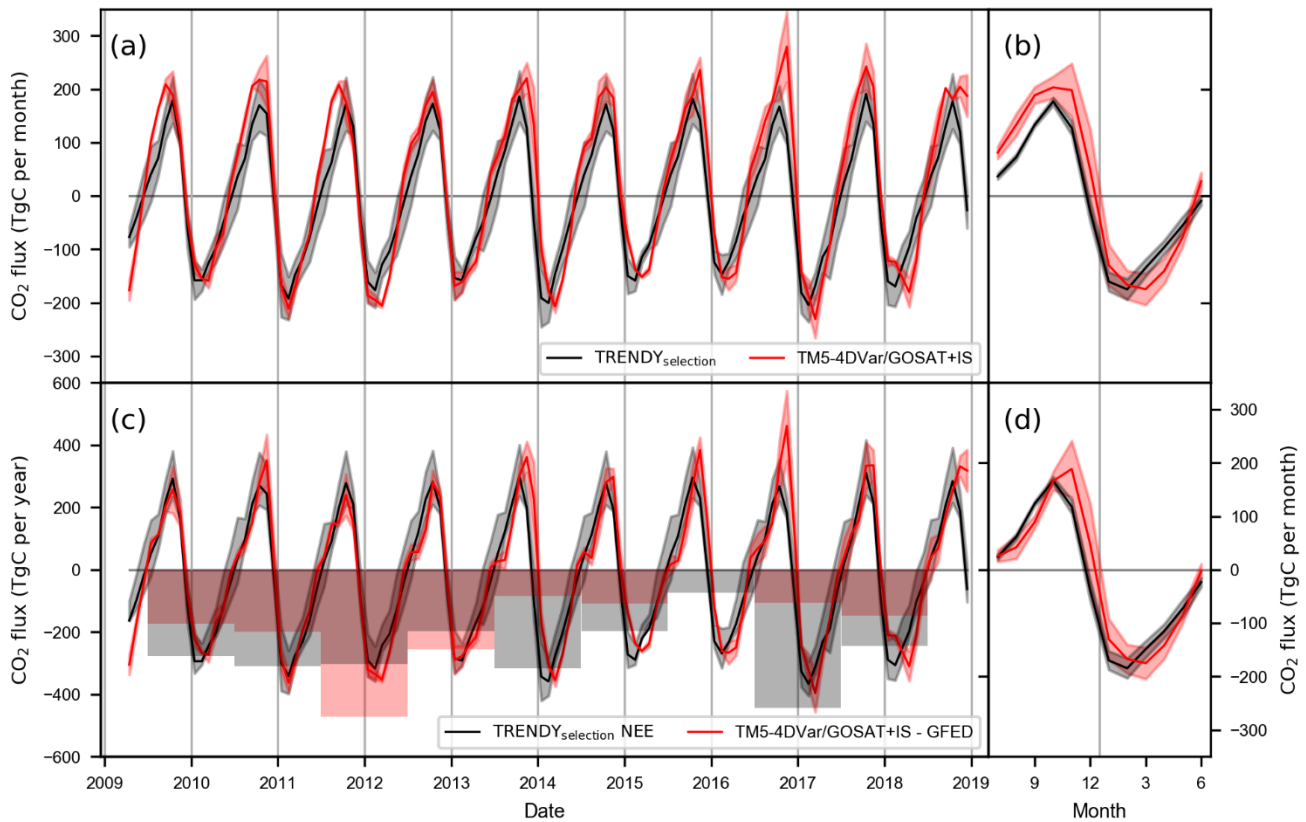 (a)
(b)
CO₂ flux (TgC per month)
300
200
100
0
−100
−200
−300
TRENDYselection
TM5-4DVar/GOSAT+IS
(c)
(d)
CO₂ flux (TgC per year)
600
400
200
0
−200
−400
−600
300
200
100
0
−100
−200
−300
CO₂ flux (TgC per month)
TRENDYselection NEE
TM5-4DVar/GOSAT+IS - GFED
2009 2010 2011 2012 2013 2014 2015 2016 2017 2018 2019
9 12 3 6
Date
Month